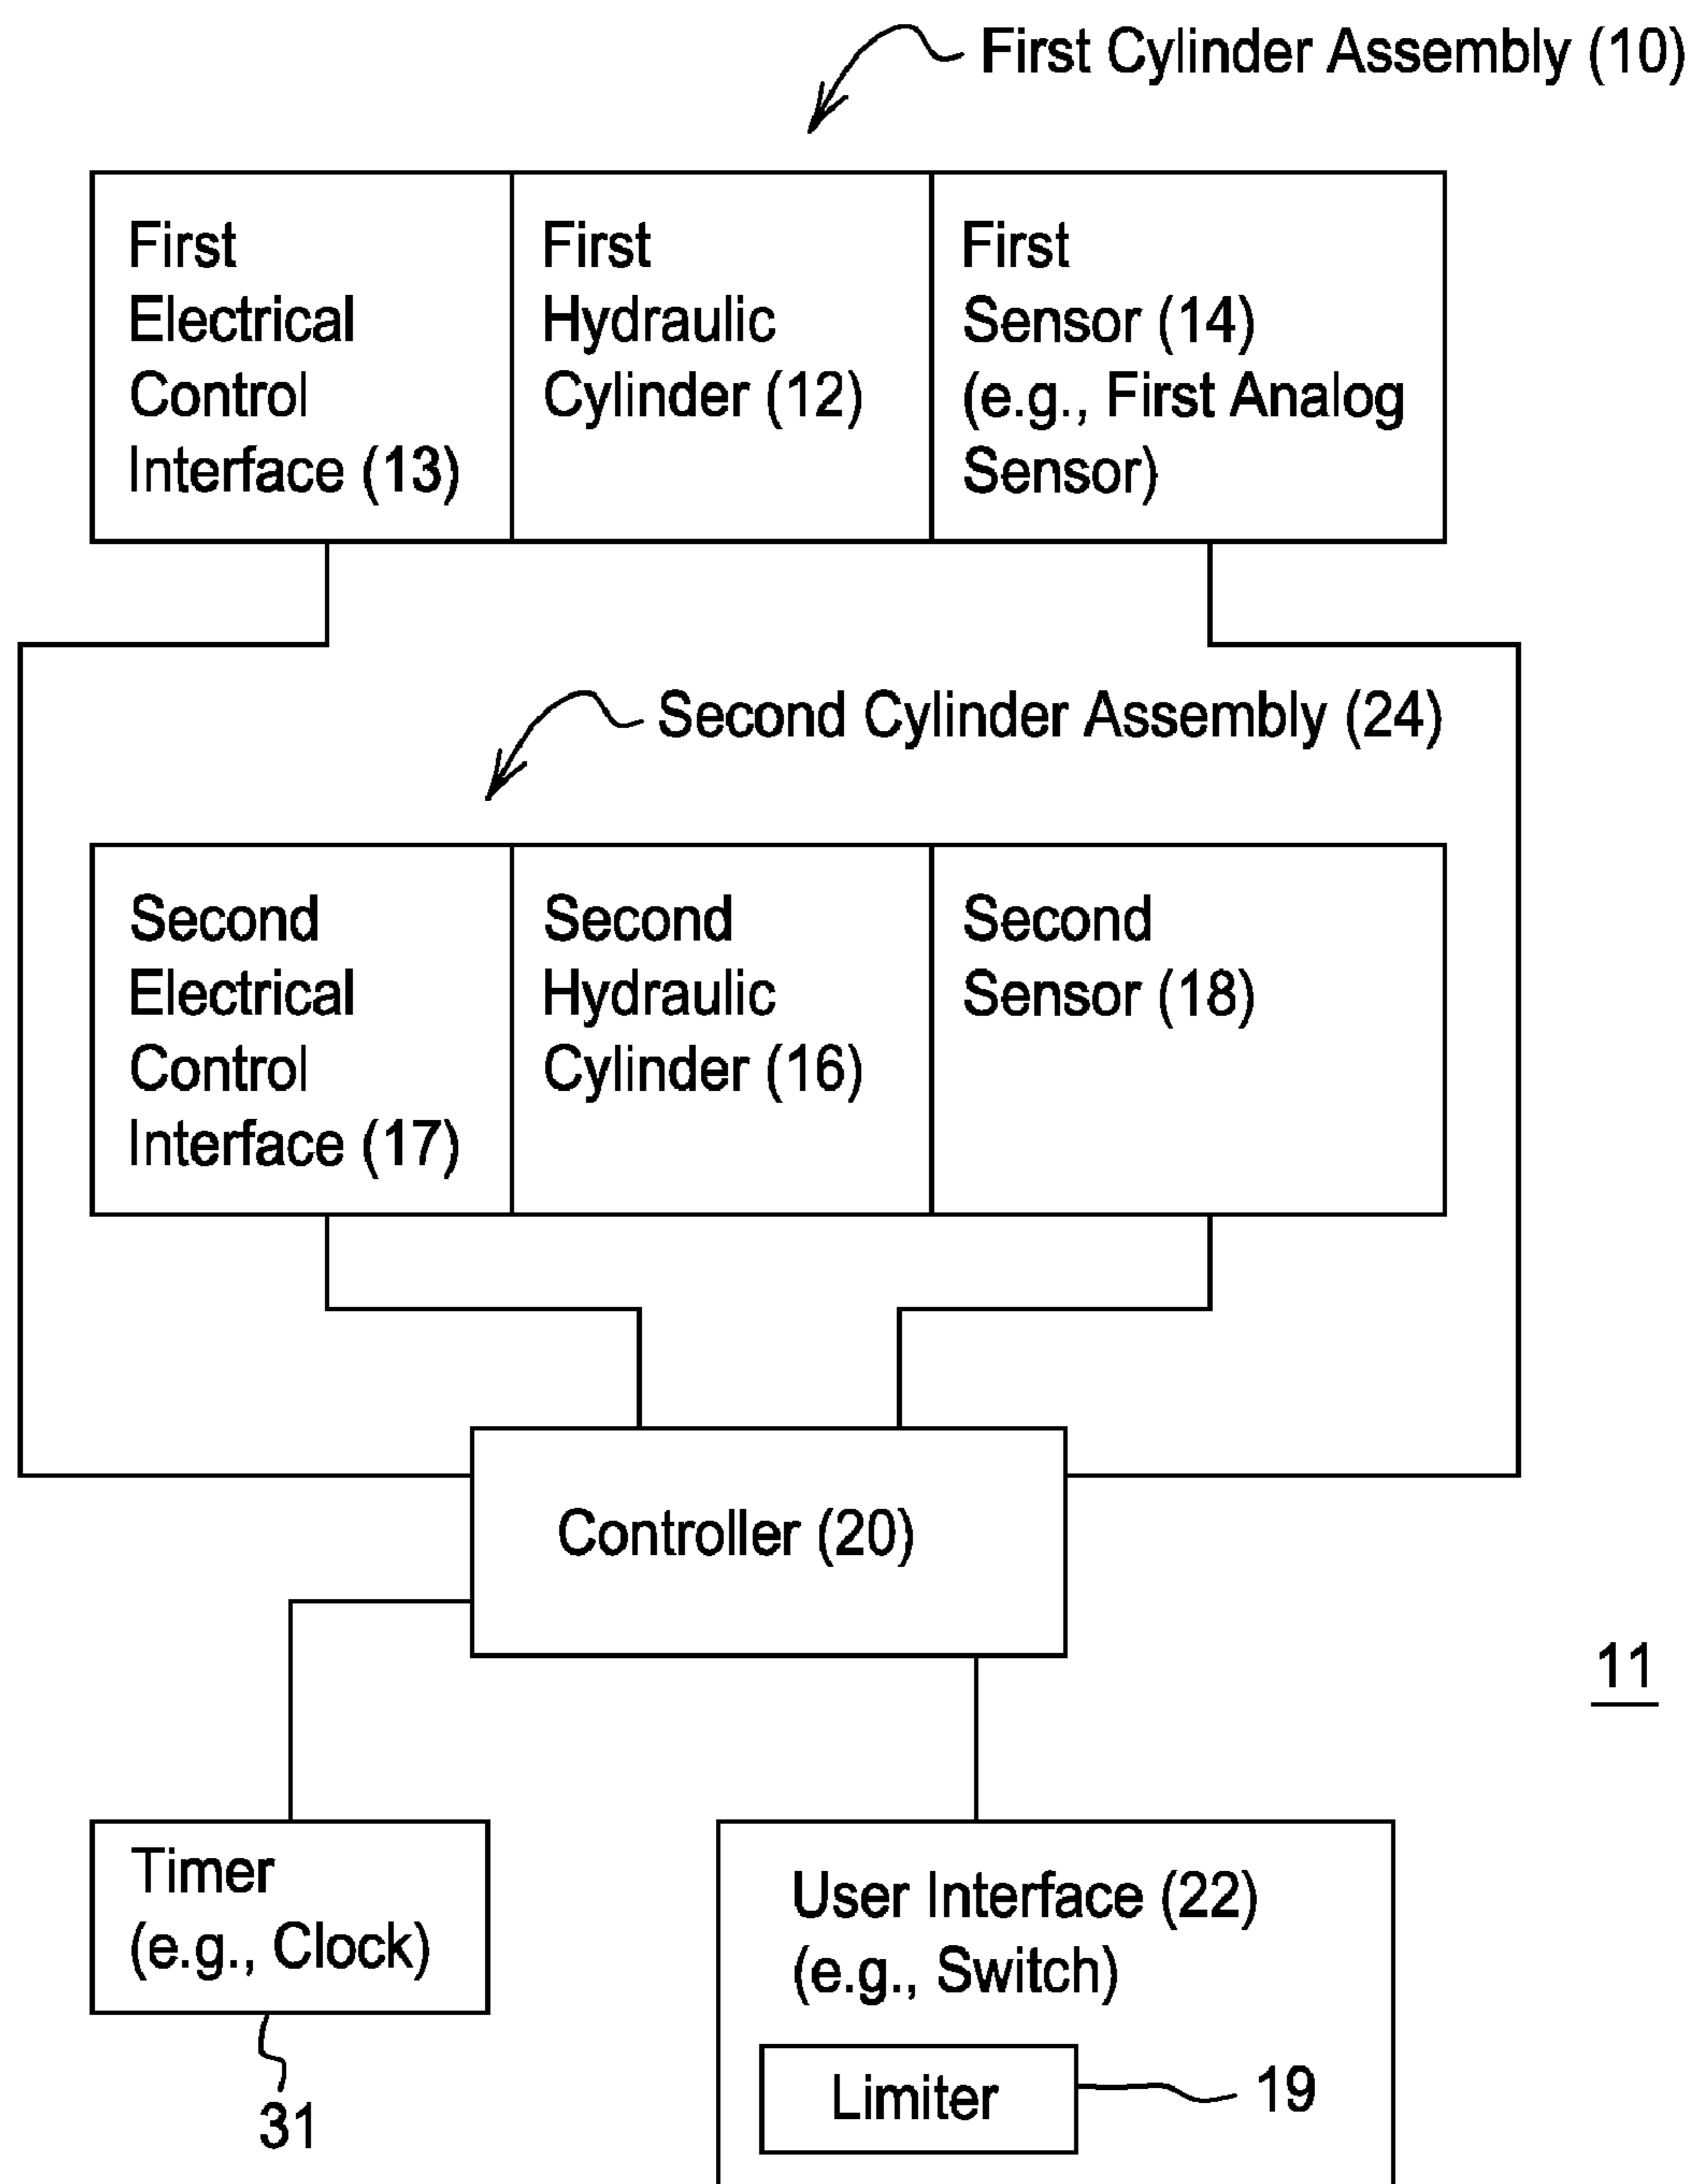 First Cylinder Assembly (10)
First
Electrical
Control
Interface (13)
First
Hydraulic
Cylinder (12)
First
Sensor (14)
(e.g., First Analog
Sensor)
Second Cylinder Assembly (24)
Second
Electrical
Control
Interface (17)
Second
Hydraulic
Cylinder (16)
Second
Sensor (18)
Controller (20)
11
Timer
(e.g., Clock)
31
User Interface (22)
(e.g., Switch)
Limiter
19